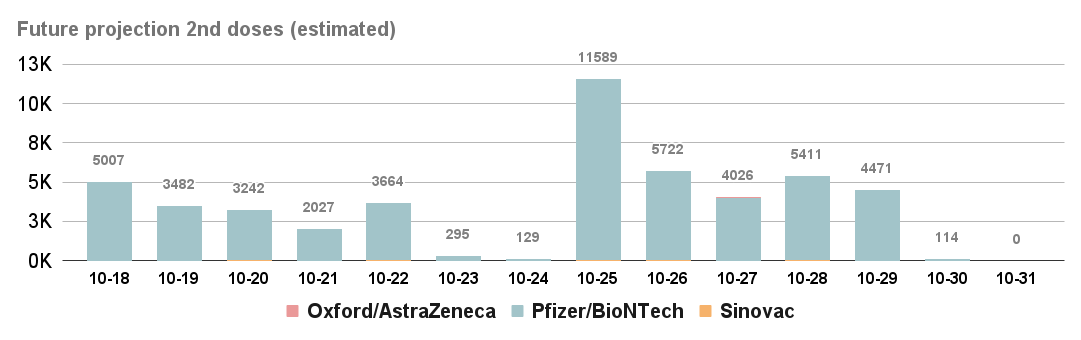 Future projection 2nd doses (estimated)
13K
10K
8K
5K
3K
0K
5007
3482
3242
2027
3664
295
129
11589
5722
4026
5411
4471
114
0
10-18 10-19 10-20 10-21 10-22 10-23 10-24 10-25 10-26 10-27 10-28 10-29 10-30 10-31
Oxford/AstraZeneca Pfizer/BioNTech Sinovac